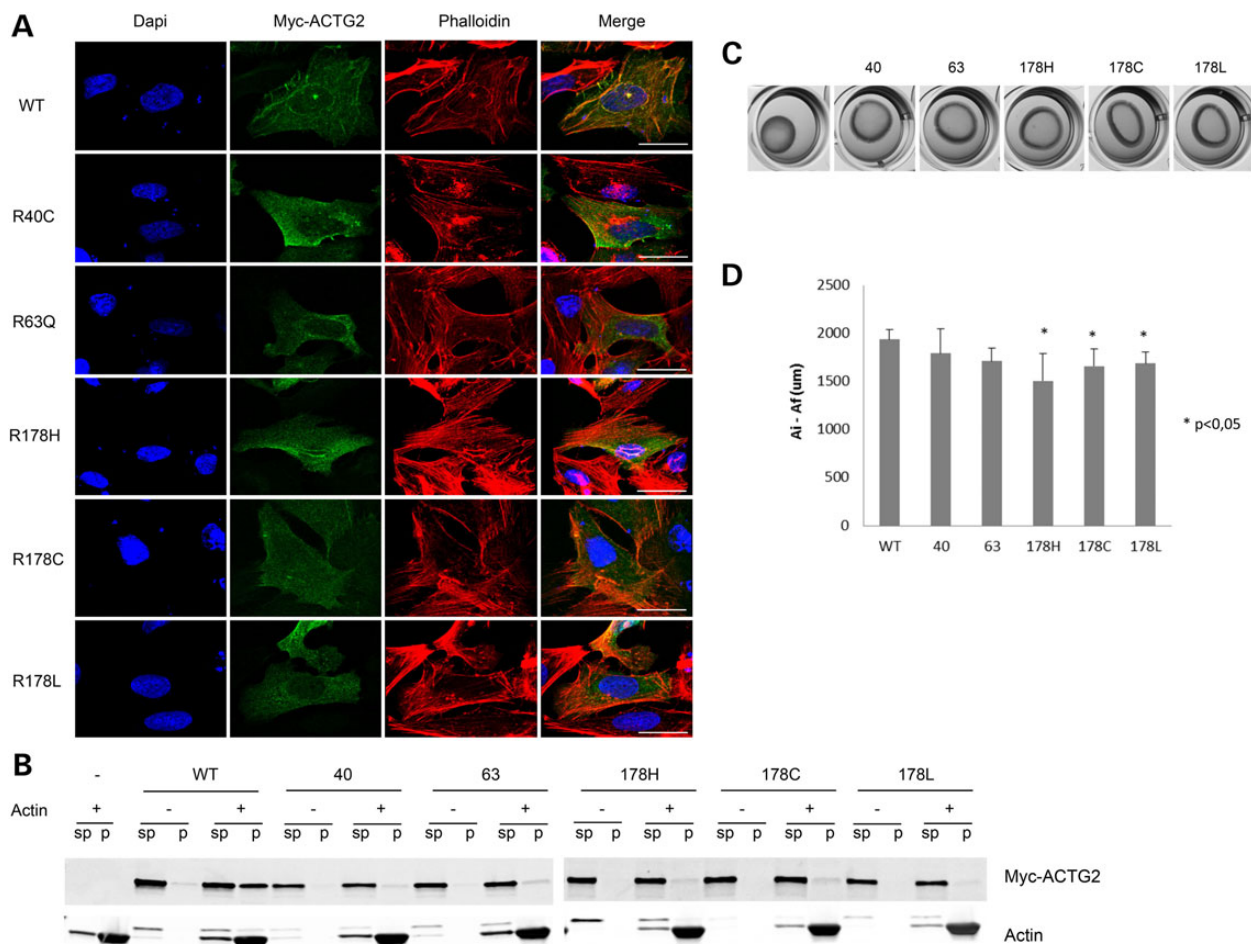 A
Dapi Myc-ACTG2 Phalloidin Merge
WT
R40C
R63Q
R178H
R178C
R178L
C
40 63 178H 178C 178L
D
2500
2000
1500
1000
500
0
Ai - Af (um)
* * *
WT 40 63 178H 178C 178L
* p<0,05
B
- WT 40 63 178H 178C 178L
Actin + - + - + - + - + - + - +
sp p sp p sp p sp p sp p sp p sp p sp p sp p sp p sp p sp p sp p
Myc-ACTG2
Actin